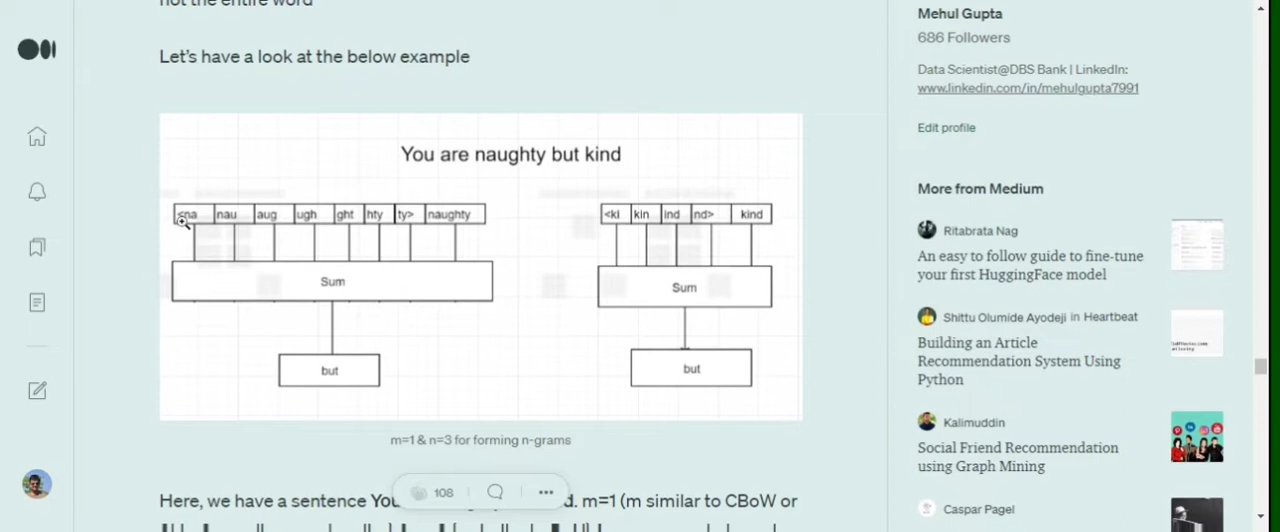 not the entire word
Let's have a look at the below example
You are naughty but kind
<na nau aug ugh ght hty ty> naughty
Sum
but
<ki kin ind nd> kind
Sum
but
m=1 & n=3 for forming n-grams
108
Here, we have a sentence You d. m=1 (m similar to CBoW or
Mehul Gupta
686 Followers
Data Scientist@DBS Bank | LinkedIn:
www.linkedin.com/in/mehulgupta7991
Edit profile
More from Medium
Ritabrata Nag
An easy to follow guide to fine-tune
your first HuggingFace model
Shittu Olumide Ayodeji in Heartbeat
Building an Article
Recommendation System Using
Python
Kalimuddin
Social Friend Recommendation
using Graph Mining
Caspar Pagel